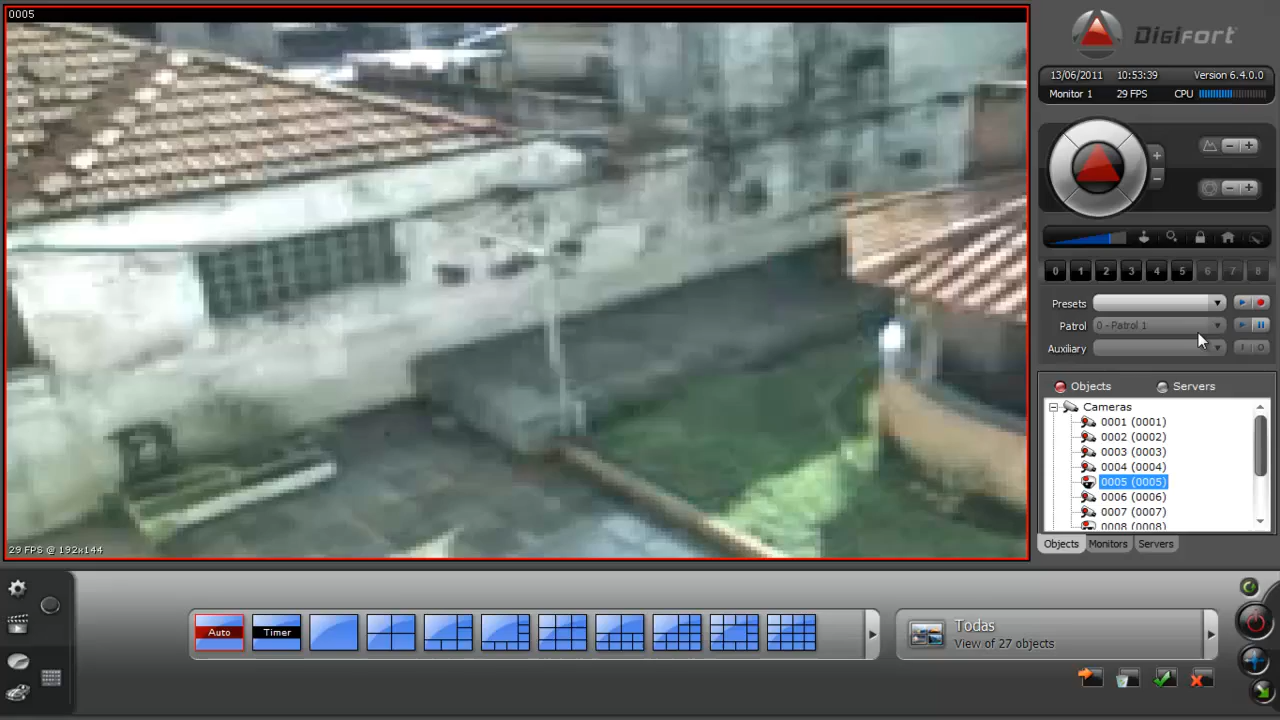 0005
Digifort
13/06/2011 10:53:39 Version 6.4.0.0
Monitor 1 29 FPS CPU
0 1 2 3 4 5 6 7 8
Presets
Patrol 0 - Patrol 1
Auxiliary
Objects Servers
Cameras
0001 (0001)
0002 (0002)
0003 (0003)
0004 (0004)
0005 (0005)
0006 (0006)
0007 (0007)
0008 (0008)
29 FPS @ 192x144
Objects Monitors Servers
Auto Timer
Todas
View of 27 objects